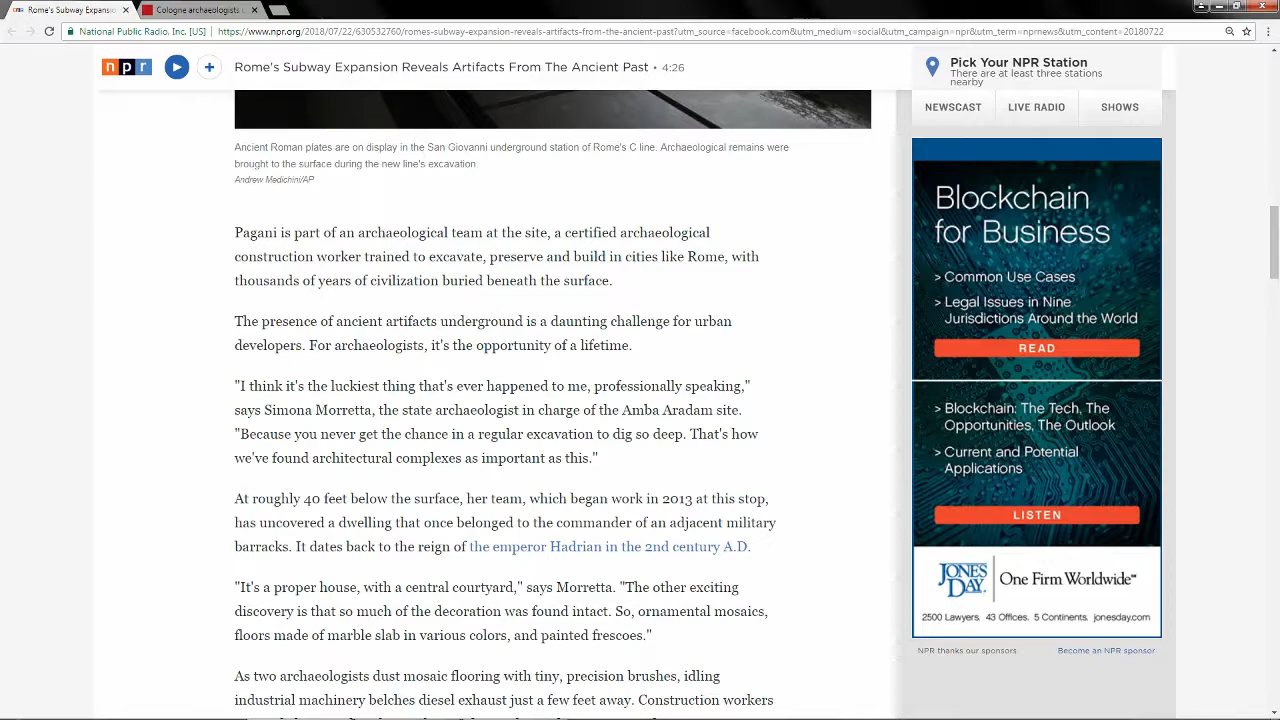 Rome's Subway Expansion
Cologne archaeologists
National Public Radio, Inc. [US]
https://www.npr.org/2018/07/22/630532760/romes-subway-expansion-reveals-artifacts-from-the-ancient-past?utm_source=facebook.com&utm_medium=social&utm_campaign=npr&utm_term=nprnews&utm_content=20180722
n p r
Rome's Subway Expansion Reveals Artifacts From The Ancient Past • 4:26
Pick Your NPR Station
There are at least three stations
nearby
NEWSCAST LIVE RADIO SHOWS
Ancient Roman plates are on display in the San Giovanni underground station of Rome's C line. Archaeological remains were
brought to the surface during the new line's excavation.
Andrew Medichini/AP
Pagani is part of an archaeological team at the site, a certified archaeological
construction worker trained to excavate, preserve and build in cities like Rome, with
thousands of years of civilization buried beneath the surface.
The presence of ancient artifacts underground is a daunting challenge for urban
developers. For archaeologists, it's the opportunity of a lifetime.
"I think it's the luckiest thing that's ever happened to me, professionally speaking,"
says Simona Morretta, the state archaeologist in charge of the Amba Aradam site.
"Because you never get the chance in a regular excavation to dig so deep. That's how
we've found architectural complexes as important as this."
At roughly 40 feet below the surface, her team, which began work in 2013 at this stop,
has uncovered a dwelling that once belonged to the commander of an adjacent military
barracks. It dates back to the reign of the emperor Hadrian in the 2nd century A.D.
"It's a proper house, with a central courtyard," says Morretta. "The other exciting
discovery is that so much of the decoration was found intact. So, ornamental mosaics,
floors made of marble slab in various colors, and painted frescoes."
As two archaeologists dust mosaic flooring with tiny, precision brushes, idling
industrial machinery belches diesel exhaust just a few feet away. Construction workers
Blockchain
for Business
> Common Use Cases
> Legal Issues in Nine
Jurisdictions Around the World
READ
> Blockchain: The Tech, The
Opportunities, The Outlook
> Current and Potential
Applications
LISTEN
JONES
DAY
One Firm Worldwide℠
2500 Lawyers. 43 Offices. 5 Continents. jonesday.com
NPR thanks our sponsors
Become an NPR sponsor